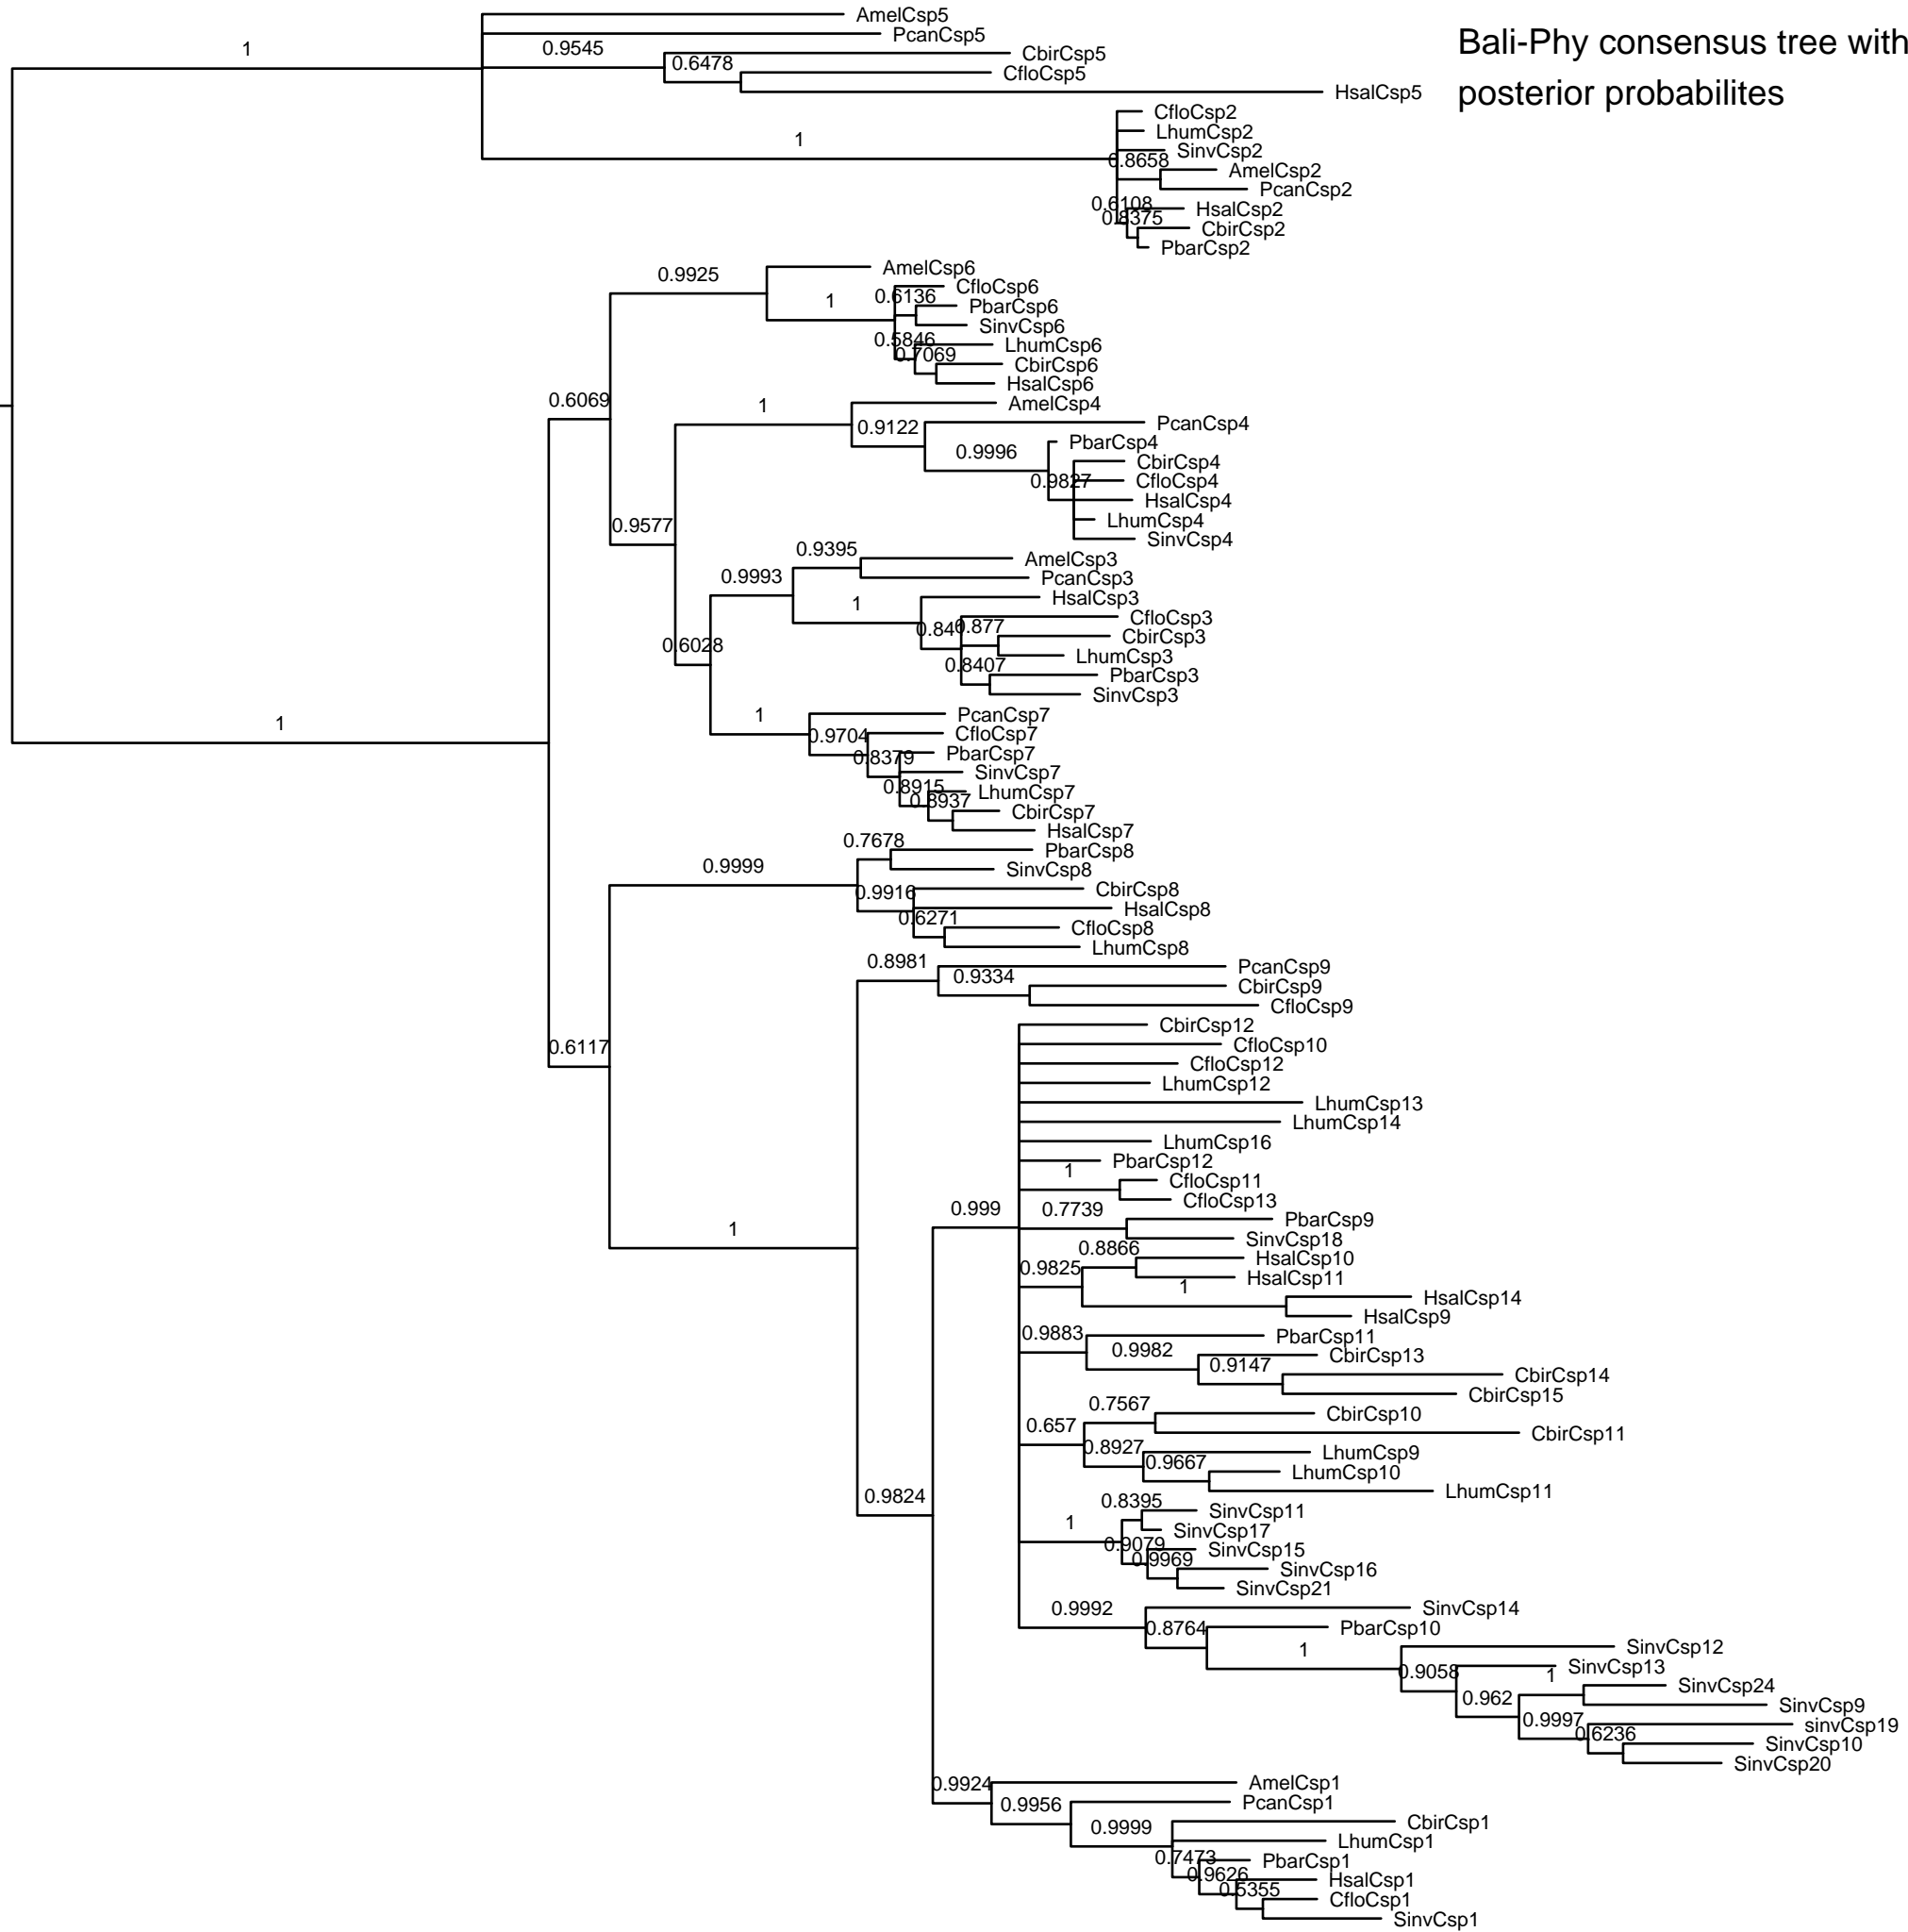 Bali-Phy consensus tree with
posterior probabilites
AmelCsp5
PcanCsp5
1
0.9545
CbirCsp5
0.6478
CfloCsp5
HsalCsp5
CfloCsp2
LhumCsp2
1
SinvCsp2
0.8658
AmelCsp2
PcanCsp2
0.6108
HsalCsp2
0.8375
CbirCsp2
PbarCsp2
AmelCsp6
0.9925
CfloCsp6
1
0.6136
PbarCsp6
SinvCsp6
0.5846
LhumCsp6
0.7069
CbirCsp6
HsalCsp6
0.6069
1
AmelCsp4
PcanCsp4
0.9122
PbarCsp4
0.9996
CbirCsp4
0.9827
CfloCsp4
HsalCsp4
LhumCsp4
0.9577
SinvCsp4
0.9395
AmelCsp3
0.9993
PcanCsp3
HsalCsp3
1
CfloCsp3
0.877
CbirCsp3
0.6028
LhumCsp3
0.8407
PbarCsp3
SinvCsp3
1
1
PcanCsp7
0.9704
CfloCsp7
0.8379
PbarCsp7
SinvCsp7
0.8915
LhumCsp7
0.8937
CbirCsp7
HsalCsp7
0.7678
PbarCsp8
0.9999
SinvCsp8
0.9916
CbirCsp8
HsalCsp8
0.6271
CfloCsp8
LhumCsp8
0.8981
PcanCsp9
0.9334
CbirCsp9
CfloCsp9
CbirCsp12
0.6117
CfloCsp10
CfloCsp12
LhumCsp12
LhumCsp13
LhumCsp14
LhumCsp16
PbarCsp12
1
CfloCsp11
CfloCsp13
0.999
0.7739
PbarCsp9
1
SinvCsp18
0.8866
HsalCsp10
0.9825
HsalCsp11
1
HsalCsp14
HsalCsp9
0.9883
PbarCsp11
0.9982
CbirCsp13
0.9147
CbirCsp14
CbirCsp15
0.7567
CbirCsp10
0.657
CbirCsp11
0.8927
LhumCsp9
0.9667
LhumCsp10
LhumCsp11
0.9824
0.8395
SinvCsp11
1
SinvCsp17
0.9079
SinvCsp15
0.9969
SinvCsp16
SinvCsp21
0.9992
SinvCsp14
0.8764
PbarCsp10
1
SinvCsp12
0.9058
SinvCsp13
1
SinvCsp24
0.962
SinvCsp9
0.9997
sinvCsp19
0.6236
SinvCsp10
SinvCsp20
0.9924
AmelCsp1
0.9956
PcanCsp1
0.9999
CbirCsp1
LhumCsp1
0.7473
PbarCsp1
0.9626
HsalCsp1
0.5355
CfloCsp1
SinvCsp1